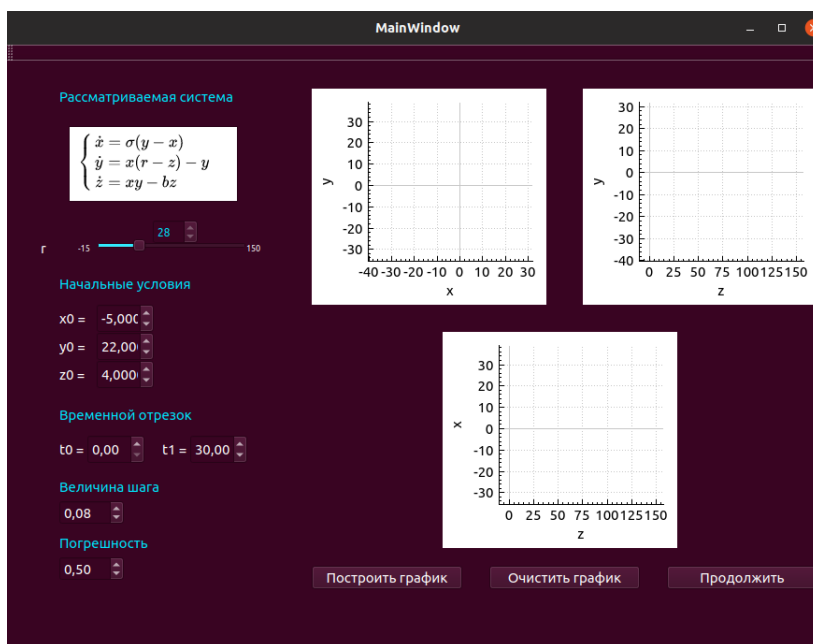 MainWindow
Рассматриваемая система
ẋ = σ(y − x)
ẏ = x(r − z) − y
ż = xy − bz
28
r -15 150
Начальные условия
x0 = -5,000
y0 = 22,00
z0 = 4,000
Временной отрезок
t0 = 0,00 t1 = 30,00
Величина шага
0,08
Погрешность
0,50
30
20
10
0
-10
-20
-30
y
-40 -30 -20 -10 0 10 20 30
x
30
20
10
0
-10
-20
-30
-40
y
0 25 50 75 100 125 150
z
30
20
10
0
-10
-20
-30
x
0 25 50 75 100 125 150
z
Построить график Очистить график Продолжить